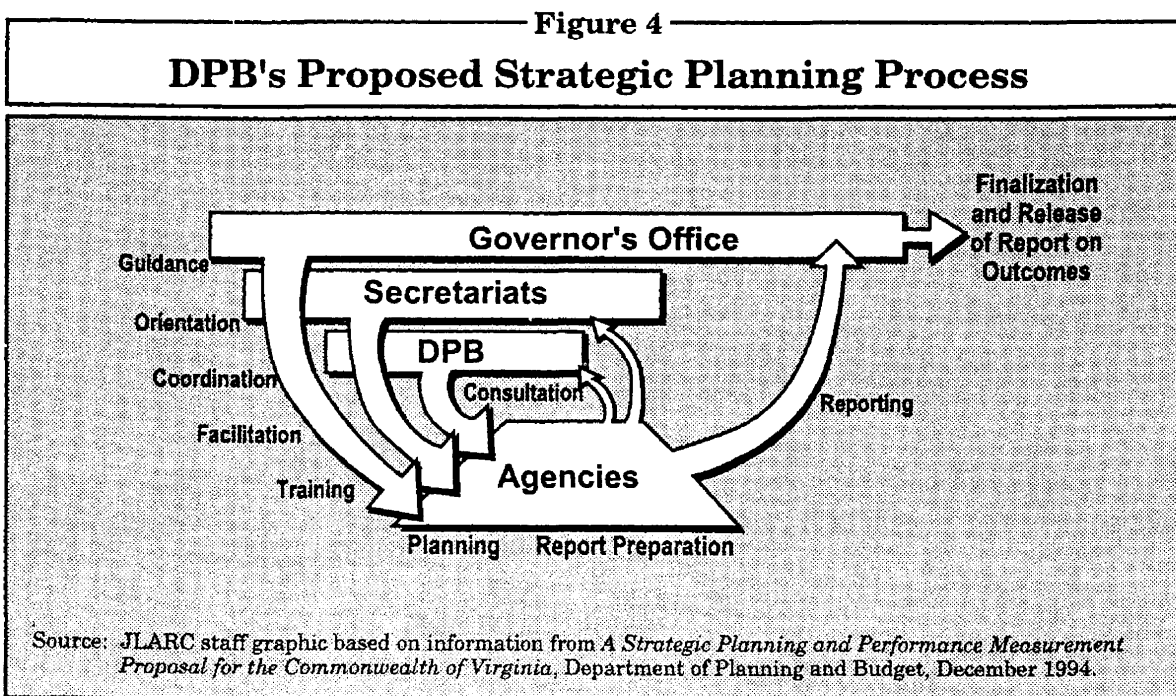 Figure 4
DPB's Proposed Strategic Planning Process
Finalization
and Release
of Report on
Outcomes
Governor's Office
Guidance
Secretariats
Orientation
DPB
Coordination
Consultation
Reporting
Facilitation
Agencies
Training
Planning Report Preparation
Source: JLARC staff graphic based on information from A Strategic Planning and Performance Measurement
Proposal for the Commonwealth of Virginia, Department of Planning and Budget, December 1994.